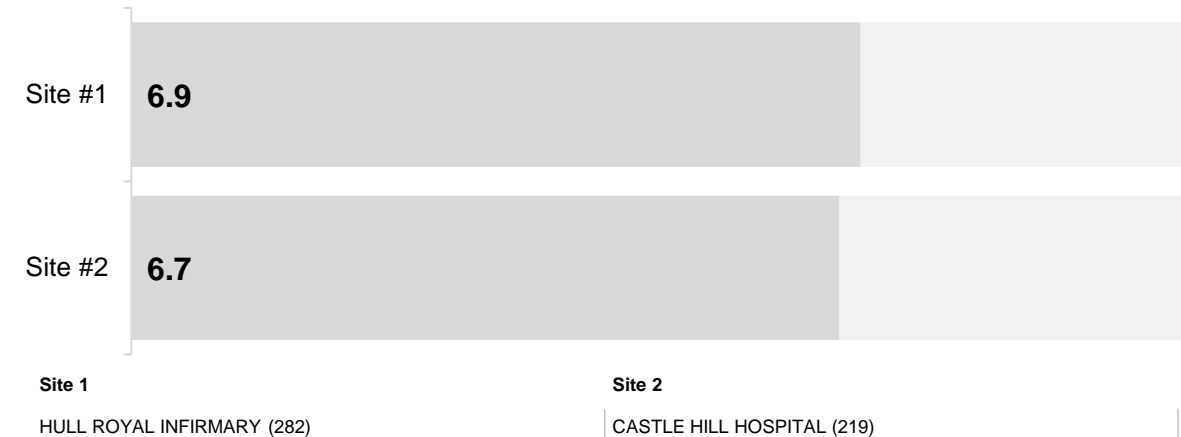 Site #1
6.9
Site #2
6.7
Site 1
Site 2
HULL ROYAL INFIRMARY (282)
CASTLE HILL HOSPITAL (219)